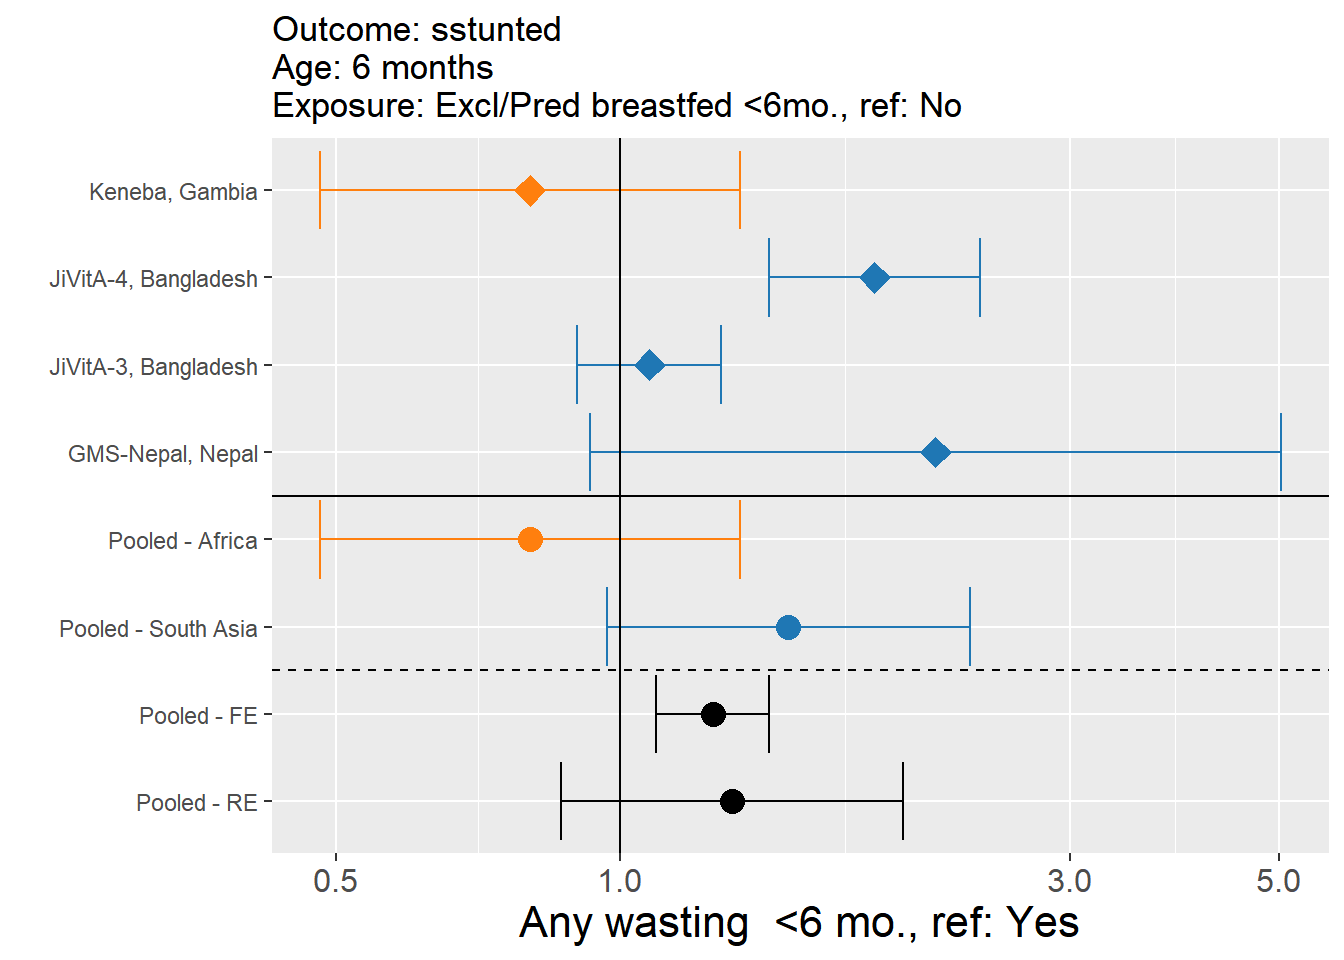 Outcome: sstunted
Age: 6 months
Exposure: Excl/Pred breastfed <6mo., ref: No
Keneba, Gambia
JiVitA-4, Bangladesh
JiVitA-3, Bangladesh
GMS-Nepal, Nepal
Pooled - Africa
Pooled - South Asia
Pooled - FE
Pooled - RE
0.5 1.0 3.0 5.0
Any wasting  <6 mo., ref: Yes